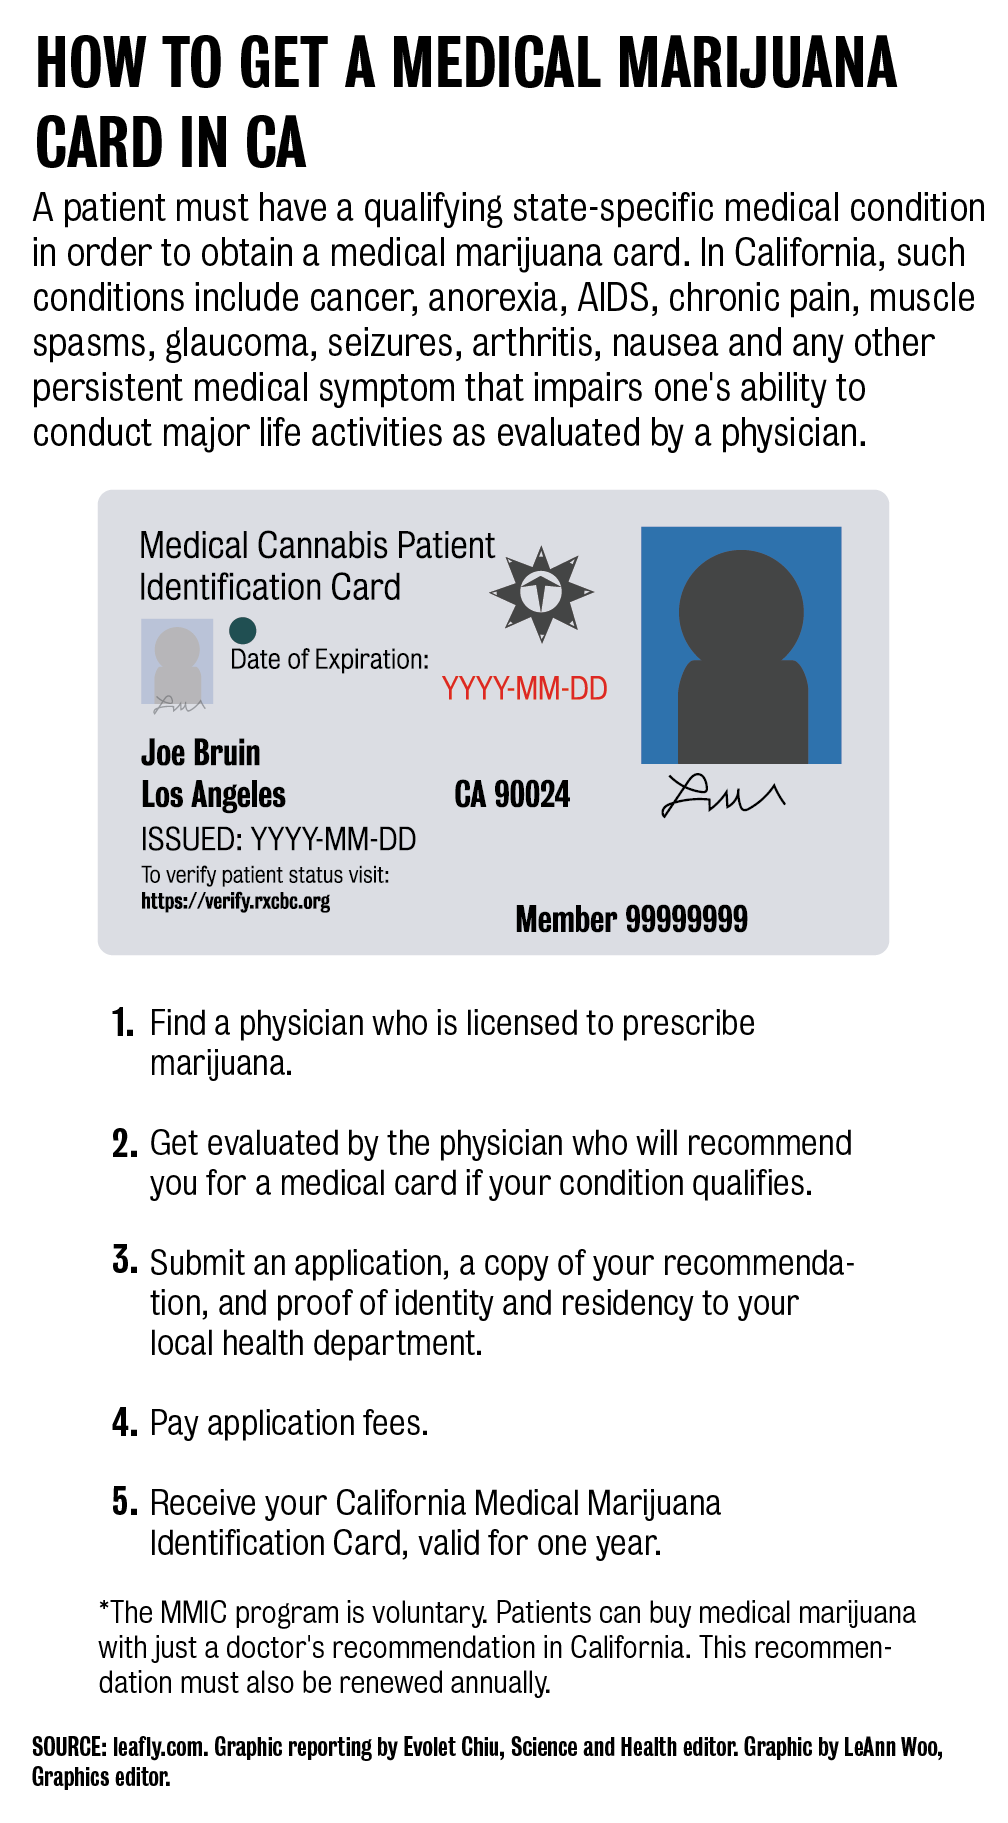 HOW TO GET A MEDICAL MARIJUANA
CARD IN CA
A patient must have a qualifying state-specific medical condition
in order to obtain a medical marijuana card. In California, such
conditions include cancer, anorexia, AIDS, chronic pain, muscle
spasms, glaucoma, seizures, arthritis, nausea and any other
persistent medical symptom that impairs one's ability to
conduct major life activities as evaluated by a physician.
Medical Cannabis Patient
Identification Card
Date of Expiration:
YYYY-MM-DD
Joe Bruin
Los Angeles CA 90024
ISSUED: YYYY-MM-DD
To verify patient status visit:
https://verify.rxcbc.org
Member 99999999
1. Find a physician who is licensed to prescribe
marijuana.
2. Get evaluated by the physician who will recommend
you for a medical card if your condition qualifies.
3. Submit an application, a copy of your recommenda-
tion, and proof of identity and residency to your
local health department.
4. Pay application fees.
5. Receive your California Medical Marijuana
Identification Card, valid for one year.
*The MMIC program is voluntary. Patients can buy medical marijuana
with just a doctor's recommendation in California. This recommen-
dation must also be renewed annually.
SOURCE: leafly.com. Graphic reporting by Evolet Chiu, Science and Health editor. Graphic by LeAnn Woo,
Graphics editor.